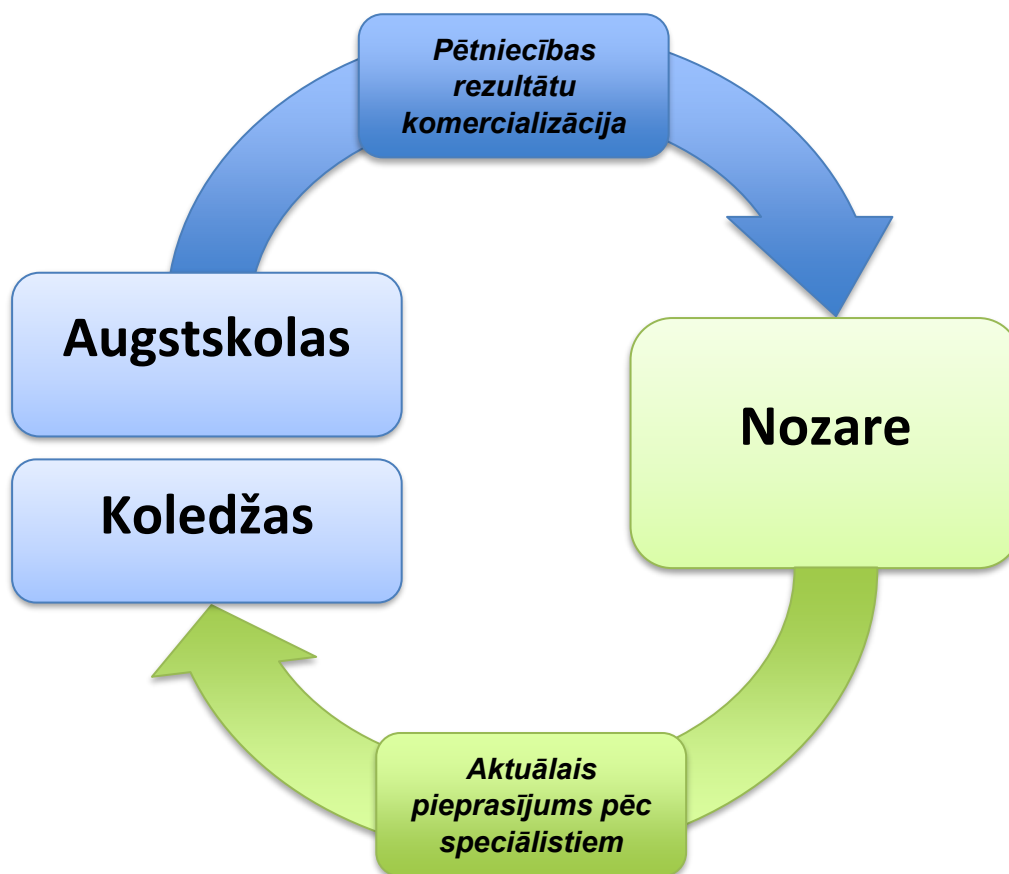 Pētniecības
rezultātu
komercializācija
Augstskolas
Nozare
Koledžas
Aktuālais
pieprasījums pēc
speciālistiem